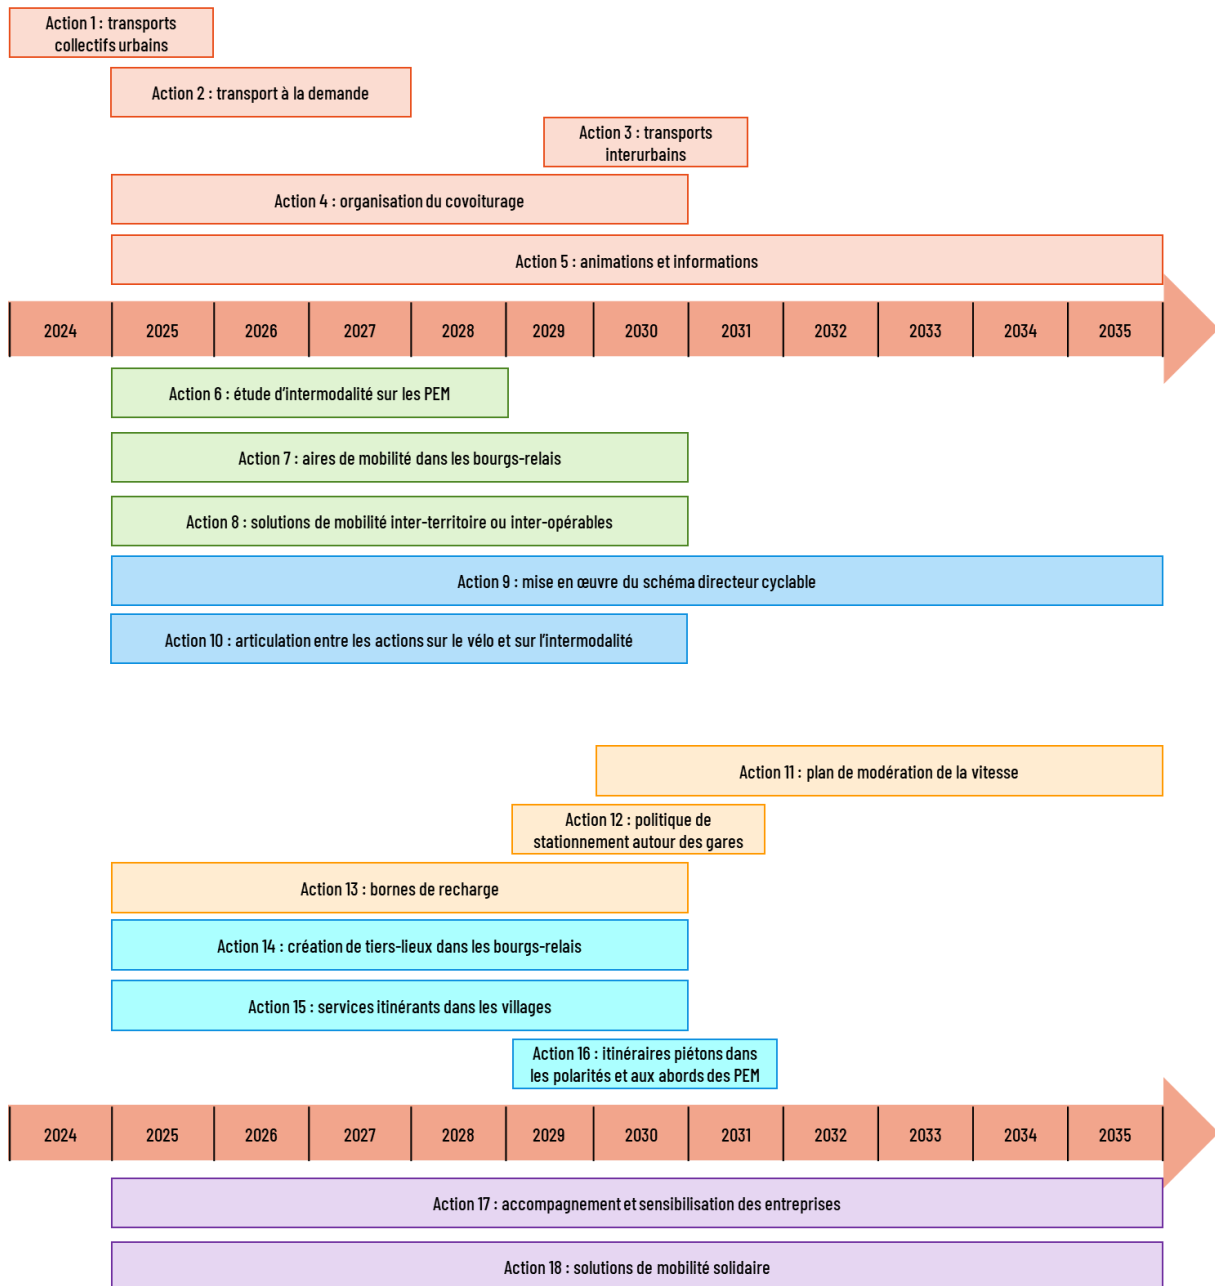 Action 1 : transports
collectifs urbains
Action 2 : transport à la demande
Action 3 : transports
interurbains
Action 4 : organisation du covoiturage
Action 5 : animations et informations
2024 2025 2026 2027 2028 2029 2030 2031 2032 2033 2034 2035
Action 6 : étude d'intermodalité sur les PEM
Action 7 : aires de mobilité dans les bourgs-relais
Action 8 : solutions de mobilité inter-territoire ou inter-opérables
Action 9 : mise en œuvre du schéma directeur cyclable
Action 10 : articulation entre les actions sur le vélo et sur l'intermodalité
Action 11 : plan de modération de la vitesse
Action 12 : politique de
stationnement autour des gares
Action 13 : bornes de recharge
Action 14 : création de tiers-lieux dans les bourgs-relais
Action 15 : services itinérants dans les villages
Action 16 : itinéraires piétons dans
les polarités et aux abords des PEM
2024 2025 2026 2027 2028 2029 2030 2031 2032 2033 2034 2035
Action 17 : accompagnement et sensibilisation des entreprises
Action 18 : solutions de mobilité solidaire